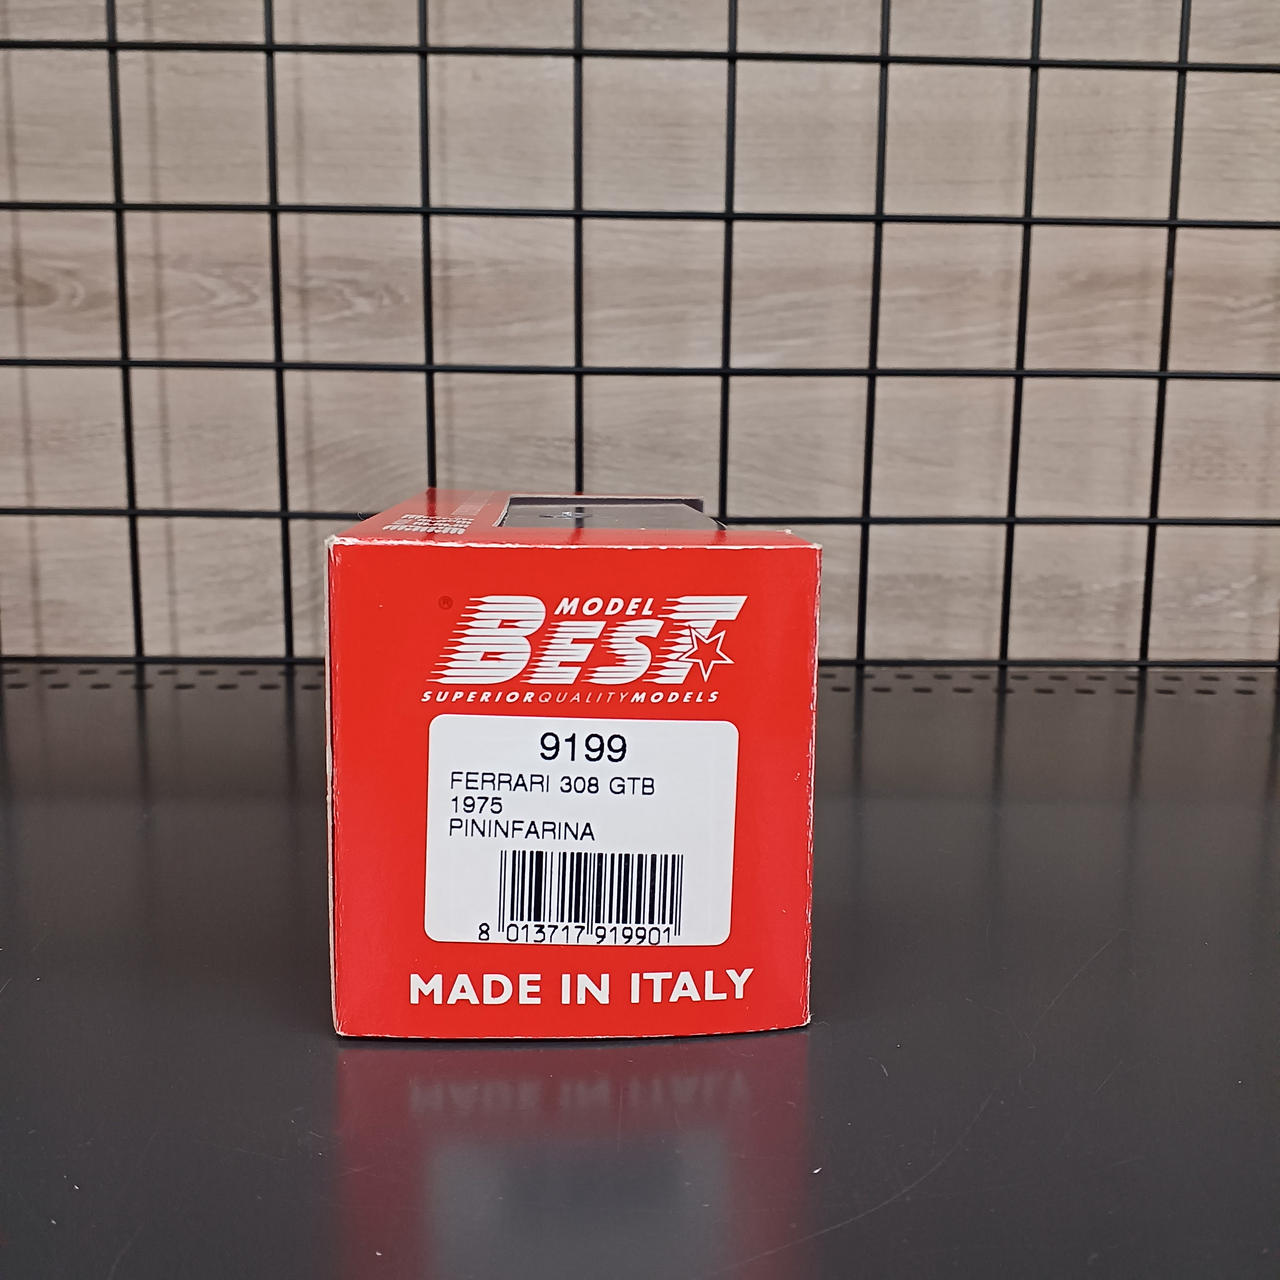 ®
MODEL
BEST
SUPERIORQUALITYMODELS
9199
FERRARI 308 GTB
1975
PININFARINA
8 013717 919901
MADE IN ITALY